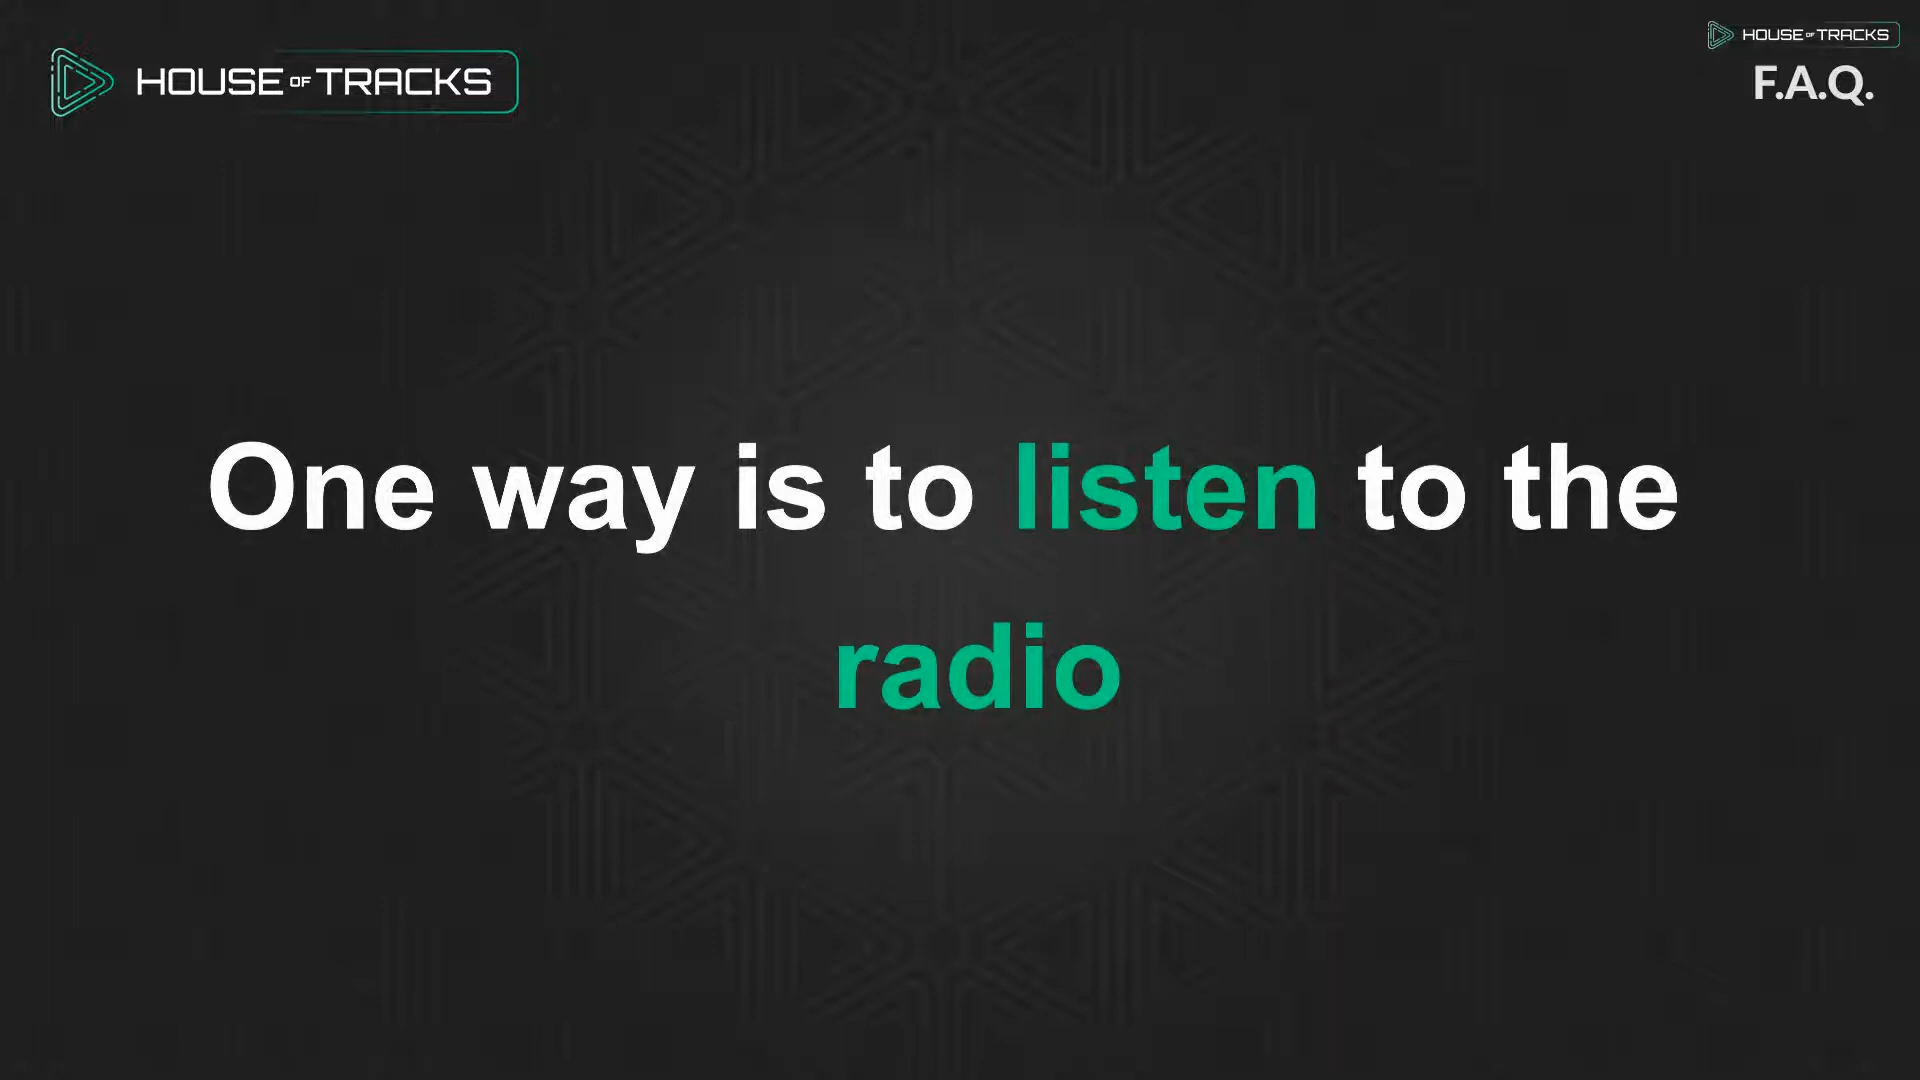 HOUSE OF TRACKS
HOUSE OF TRACKS
F.A.Q.
One way is to listen to the
radio